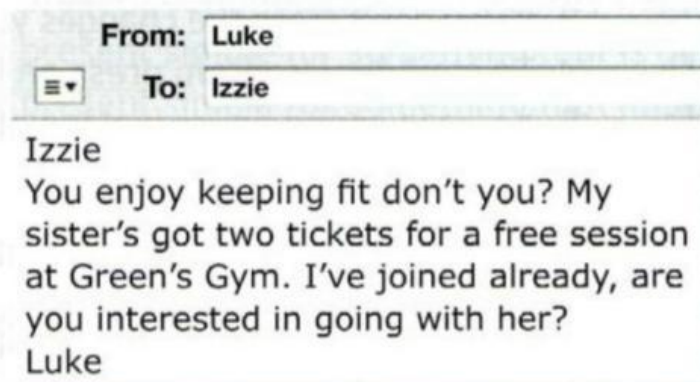 From: Luke
To: Izzie
Izzie
You enjoy keeping fit don't you? My
sister's got two tickets for a free session
at Green's Gym. I've joined already, are
you interested in going with her?
Luke